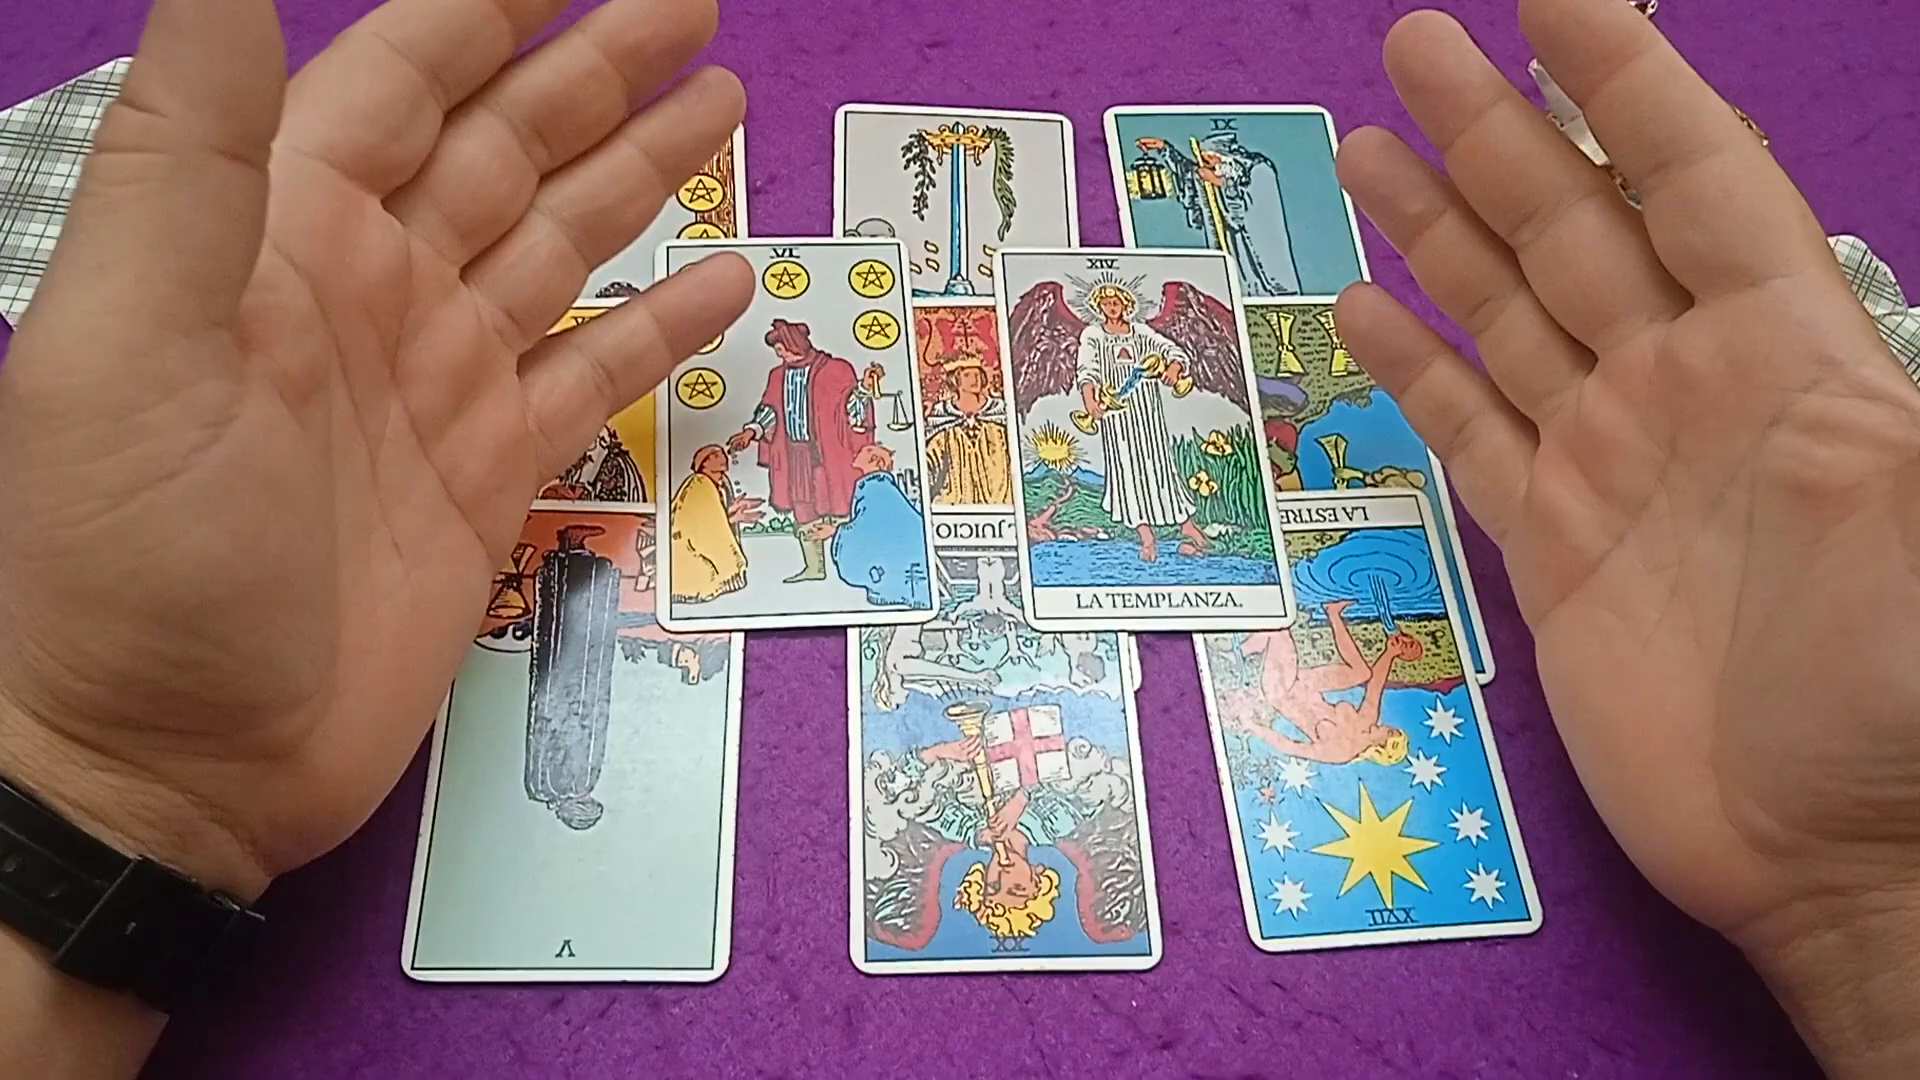 IX
VI
XIV
X
LA ESTRE
JUICIO
LA TEMPLANZA.
XVII
XX
V